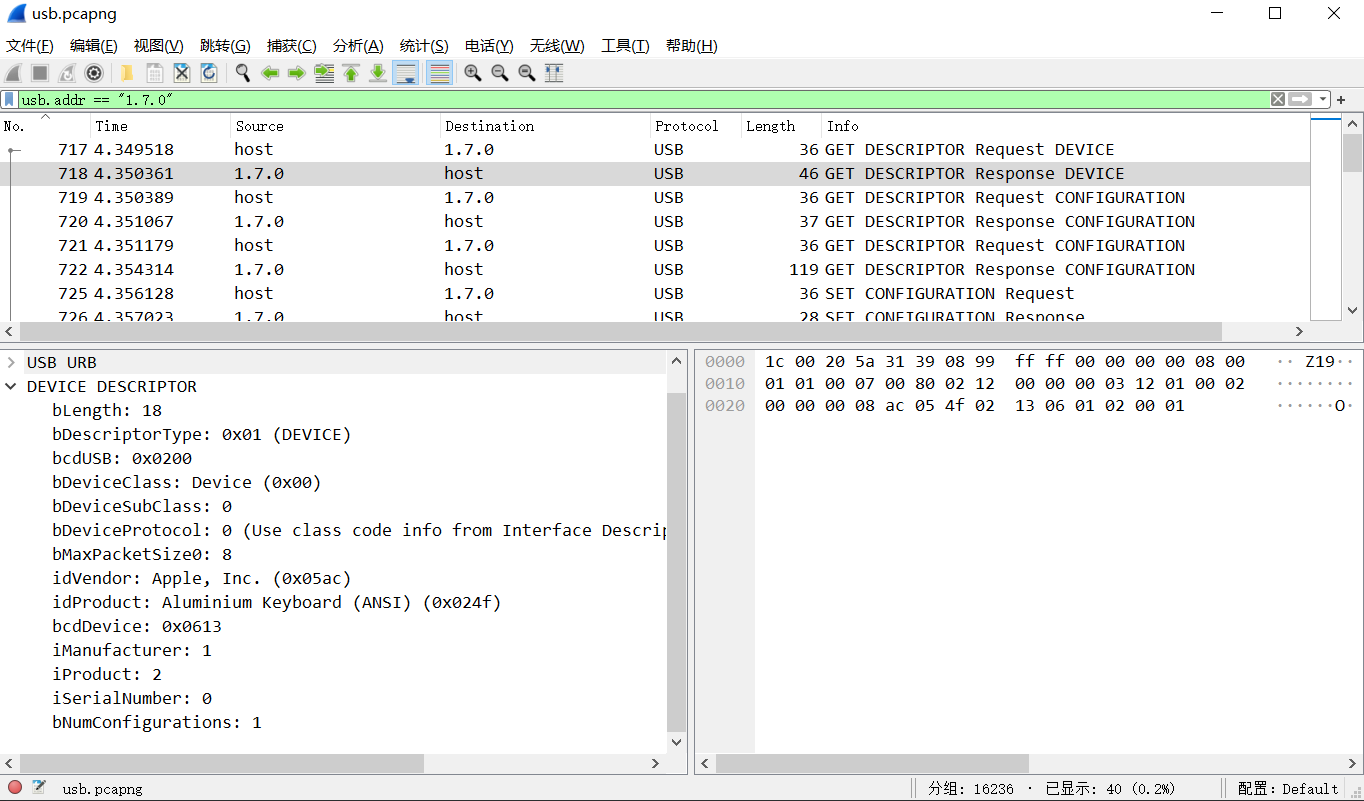 usb.pcapng
文件(F) 编辑(E) 视图(V) 跳转(G) 捕获(C) 分析(A) 统计(S) 电话(Y) 无线(W) 工具(T) 帮助(H)
usb.addr == "1.7.0"
No. Time Source Destination Protocol Length Info
717 4.349518 host 1.7.0 USB 36 GET DESCRIPTOR Request DEVICE
718 4.350361 1.7.0 host USB 46 GET DESCRIPTOR Response DEVICE
719 4.350389 host 1.7.0 USB 36 GET DESCRIPTOR Request CONFIGURATION
720 4.351067 1.7.0 host USB 37 GET DESCRIPTOR Response CONFIGURATION
721 4.351179 host 1.7.0 USB 36 GET DESCRIPTOR Request CONFIGURATION
722 4.354314 1.7.0 host USB 119 GET DESCRIPTOR Response CONFIGURATION
725 4.356128 host 1.7.0 USB 36 SET CONFIGURATION Request
726 4.357023 1.7.0 host USB 28 SET CONFIGURATION Response
USB URB
DEVICE DESCRIPTOR
bLength: 18
bDescriptorType: 0x01 (DEVICE)
bcdUSB: 0x0200
bDeviceClass: Device (0x00)
bDeviceSubClass: 0
bDeviceProtocol: 0 (Use class code info from Interface Descrip
bMaxPacketSize0: 8
idVendor: Apple, Inc. (0x05ac)
idProduct: Aluminium Keyboard (ANSI) (0x024f)
bcdDevice: 0x0613
iManufacturer: 1
iProduct: 2
iSerialNumber: 0
bNumConfigurations: 1
0000 1c 00 20 5a 31 39 08 99 ff ff 00 00 00 00 08 00 ·· Z19··
0010 01 01 00 07 00 80 02 12 00 00 00 03 12 01 00 02 ········
0020 00 00 00 08 ac 05 4f 02 13 06 01 02 00 01 ······O·
usb.pcapng
分组: 16236 · 已显示: 40 (0.2%)
配置: Default